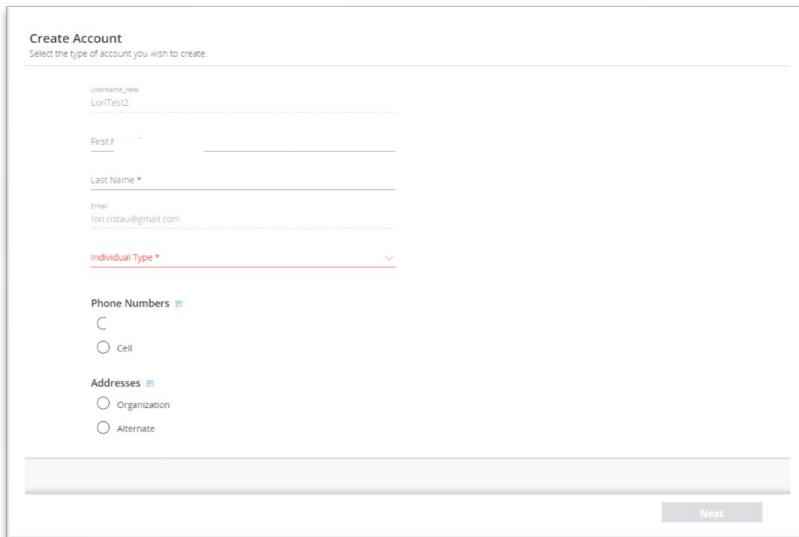 Create Account
Select the type of account you wish to create.
Username_new
LoriTest2
First
Last Name *
Email
lori.ristau@gmail.com
Individual Type *
Phone Numbers
Cell
Addresses
Organization
Alternate
Next